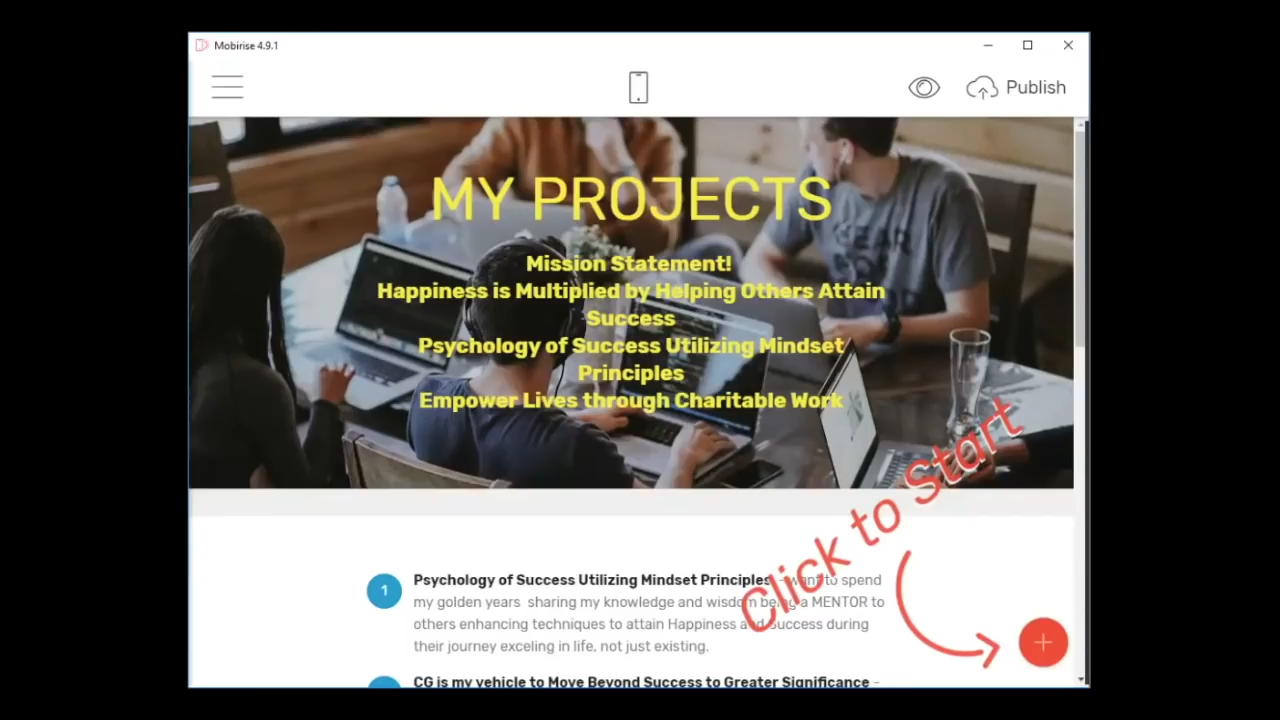 Mobirise 4.9.1
Publish
MY PROJECTS
Mission Statement!
Happiness is Multiplied by Helping Others Attain
Success
Psychology of Success Utilizing Mindset
Principles
Empower Lives through Charitable Work
Click to Start
1
Psychology of Success Utilizing Mindset Principles - want to spend
my golden years sharing my knowledge and wisdom being a MENTOR to
others enhancing techniques to attain Happiness and Success during
their journey exceling in life, not just existing.
CG is my vehicle to Move Beyond Success to Greater Significance -